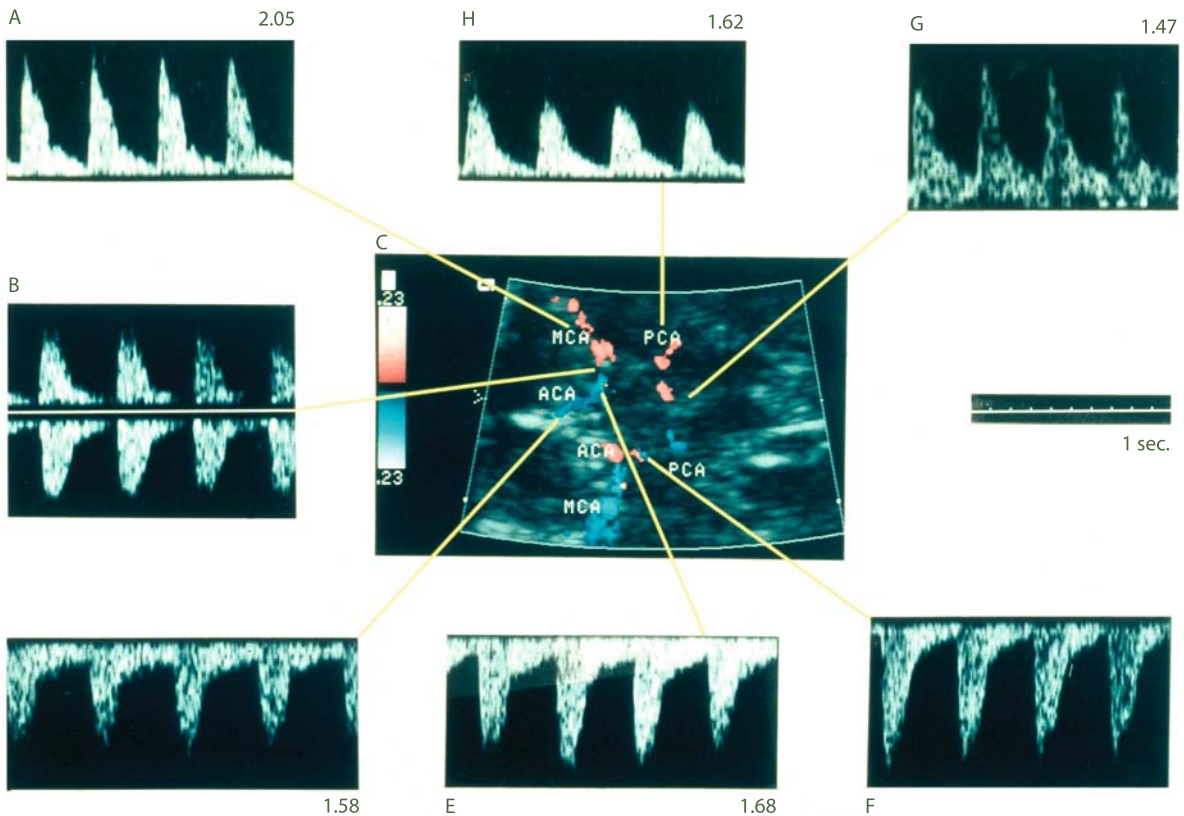 A
2.05
H
1.62
G
1.47
C
B
.23
MCA
PCA
ACA
ACA
PCA
.23
MCA
1 sec.
1.58
E
1.68
F